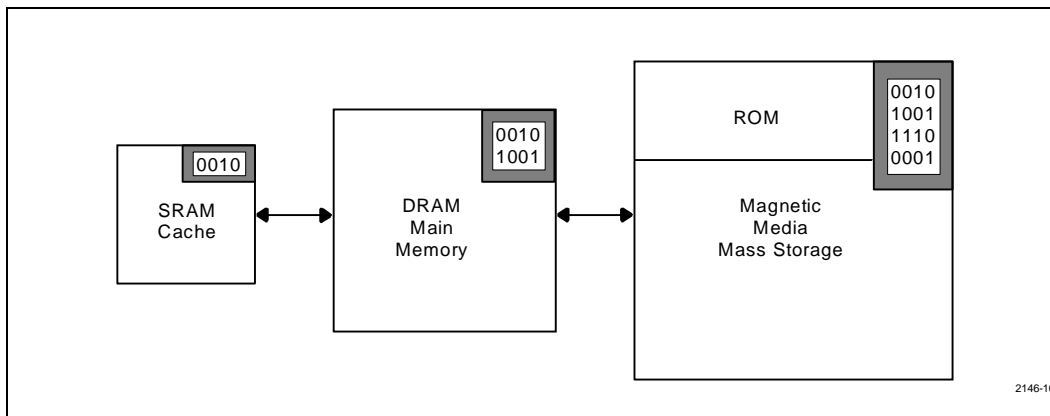 0010
SRAM
Cache
0010
1001
DRAM
Main
Memory
ROM
0010
1001
1110
0001
Magnetic
Media
Mass Storage